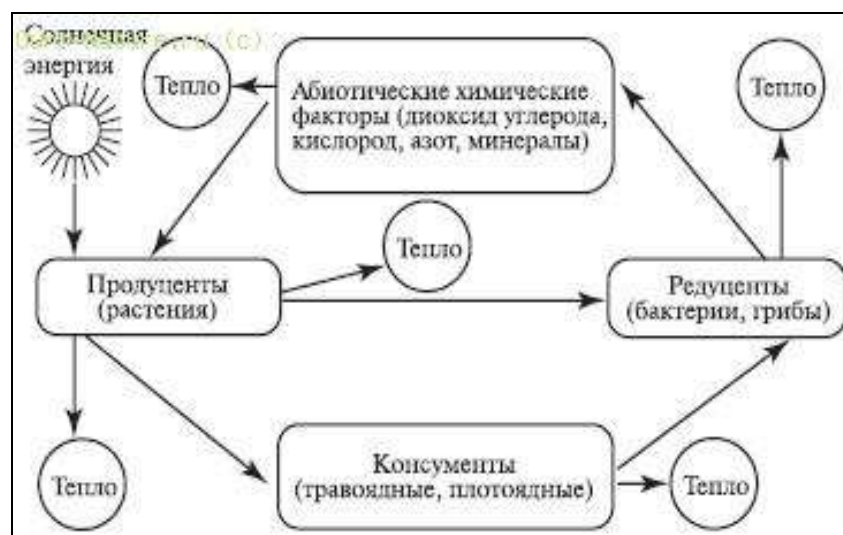 Солнечная
энергия
Тепло
Абиотические химические
факторы (диоксид углерода,
кислород, азот, минералы)
Тепло
Тепло
Продуценты
(растения)
Редуценты
(бактерии, грибы)
Тепло
Консументы
(травоядные, плотоядные)
Тепло